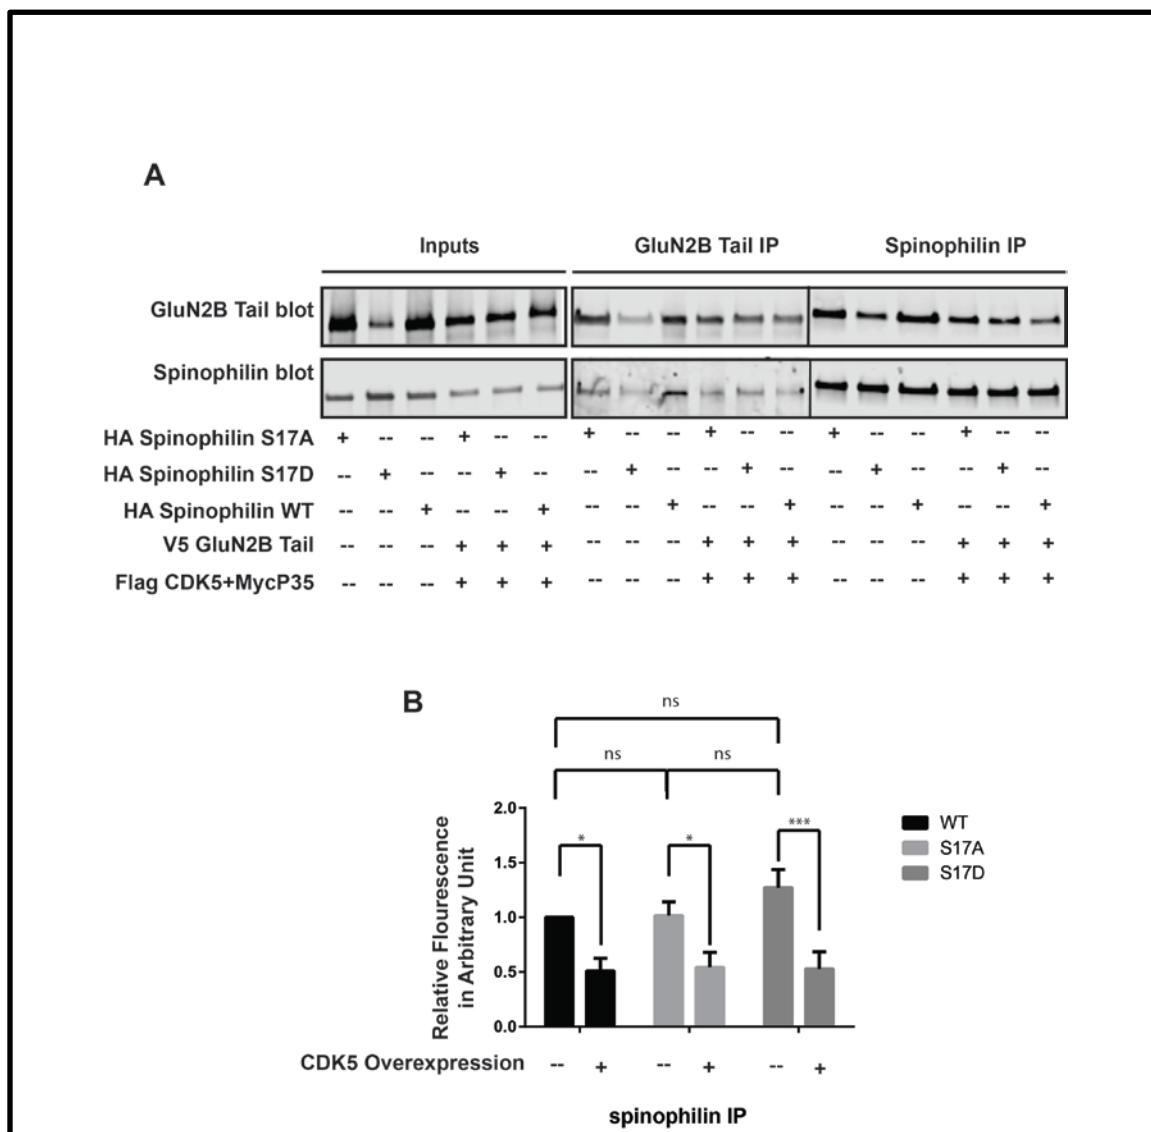 A
Inputs GluN2B Tail IP Spinophilin IP
GluN2B Tail blot
Spinophilin blot
HA Spinophilin S17A + -- -- + -- -- + -- -- + -- -- + -- -- + -- --
HA Spinophilin S17D -- + -- -- + -- -- + -- -- + -- -- + -- -- + --
HA Spinophilin WT -- -- + -- -- + -- -- + -- -- + -- -- + -- -- +
V5 GluN2B Tail -- -- -- + + + -- -- -- + + + -- -- -- + + +
Flag CDK5+MycP35 -- -- -- + + + -- -- -- + + + -- -- -- + + +
B
ns
ns ns
* * ***
Relative Flourescence
in Arbitrary Unit
2.0
1.5
1.0
0.5
0.0
WT
S17A
S17D
CDK5 Overexpression -- + -- + -- +
spinophilin IP